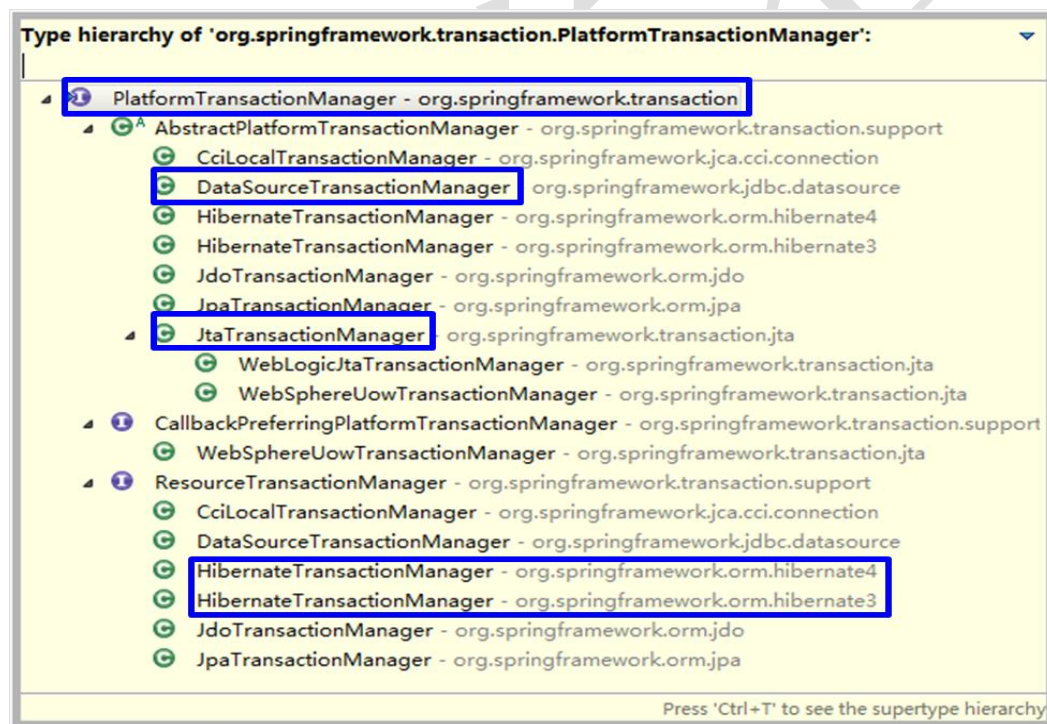 Type hierarchy of 'org.springframework.transaction.PlatformTransactionManager':
PlatformTransactionManager - org.springframework.transaction
AbstractPlatformTransactionManager - org.springframework.transaction.support
CciLocalTransactionManager - org.springframework.jca.cci.connection
DataSourceTransactionManager - org.springframework.jdbc.datasource
HibernateTransactionManager - org.springframework.orm.hibernate4
HibernateTransactionManager - org.springframework.orm.hibernate3
JdoTransactionManager - org.springframework.orm.jdo
JpaTransactionManager - org.springframework.orm.jpa
JtaTransactionManager - org.springframework.transaction.jta
WebLogicJtaTransactionManager - org.springframework.transaction.jta
WebSphereUowTransactionManager - org.springframework.transaction.jta
CallbackPreferringPlatformTransactionManager - org.springframework.transaction.support
WebSphereUowTransactionManager - org.springframework.transaction.jta
ResourceTransactionManager - org.springframework.transaction.support
CciLocalTransactionManager - org.springframework.jca.cci.connection
DataSourceTransactionManager - org.springframework.jdbc.datasource
HibernateTransactionManager - org.springframework.orm.hibernate4
HibernateTransactionManager - org.springframework.orm.hibernate3
JdoTransactionManager - org.springframework.orm.jdo
JpaTransactionManager - org.springframework.orm.jpa
Press 'Ctrl+T' to see the supertype hierarchy